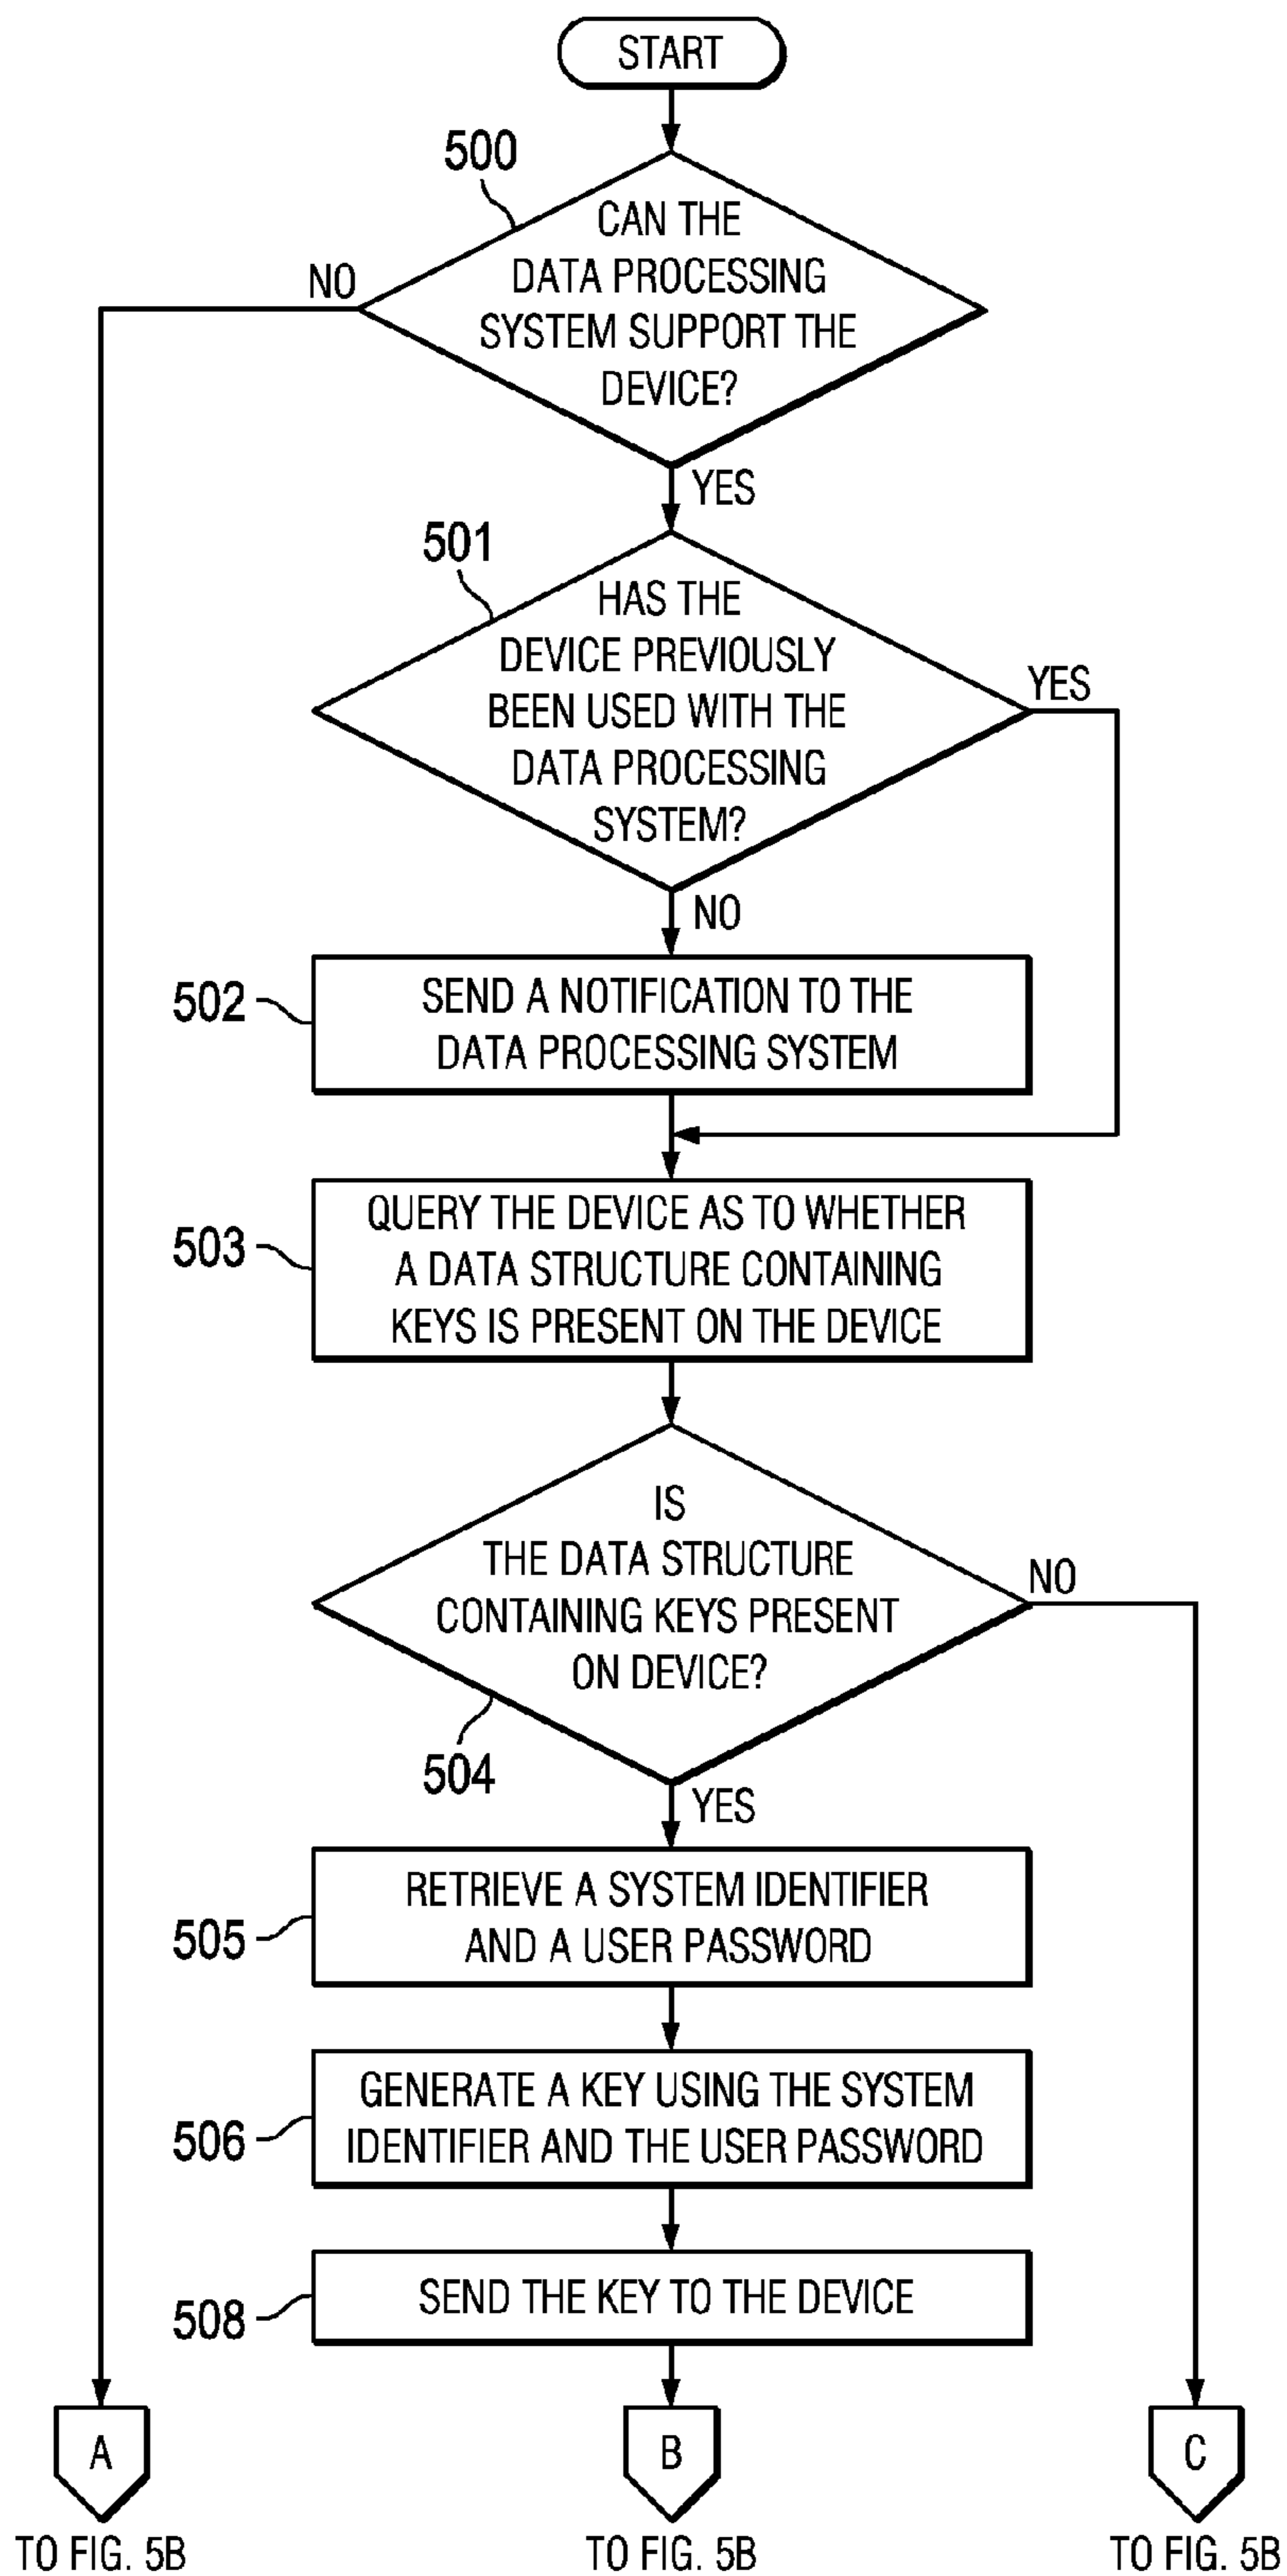 START
500
CAN THE
DATA PROCESSING
SYSTEM SUPPORT THE
DEVICE?
NO
YES
501
HAS THE
DEVICE PREVIOUSLY
BEEN USED WITH THE
DATA PROCESSING
SYSTEM?
YES
NO
502
SEND A NOTIFICATION TO THE
DATA PROCESSING SYSTEM
503
QUERY THE DEVICE AS TO WHETHER
A DATA STRUCTURE CONTAINING
KEYS IS PRESENT ON THE DEVICE
IS
THE DATA STRUCTURE
CONTAINING KEYS PRESENT
ON DEVICE?
NO
504
YES
505
RETRIEVE A SYSTEM IDENTIFIER
AND A USER PASSWORD
506
GENERATE A KEY USING THE SYSTEM
IDENTIFIER AND THE USER PASSWORD
508
SEND THE KEY TO THE DEVICE
A
B
C
TO FIG. 5B
TO FIG. 5B
TO FIG. 5B